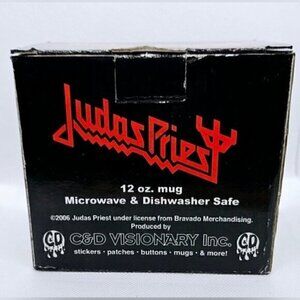 Judas Priest
12 oz. mug
Microwave & Dishwasher Safe
©2006 Judas Priest under license from Bravado Merchandising.
Produced by
C&D VISIONARY Inc.
stickers - patches - buttons - mugs - & more!